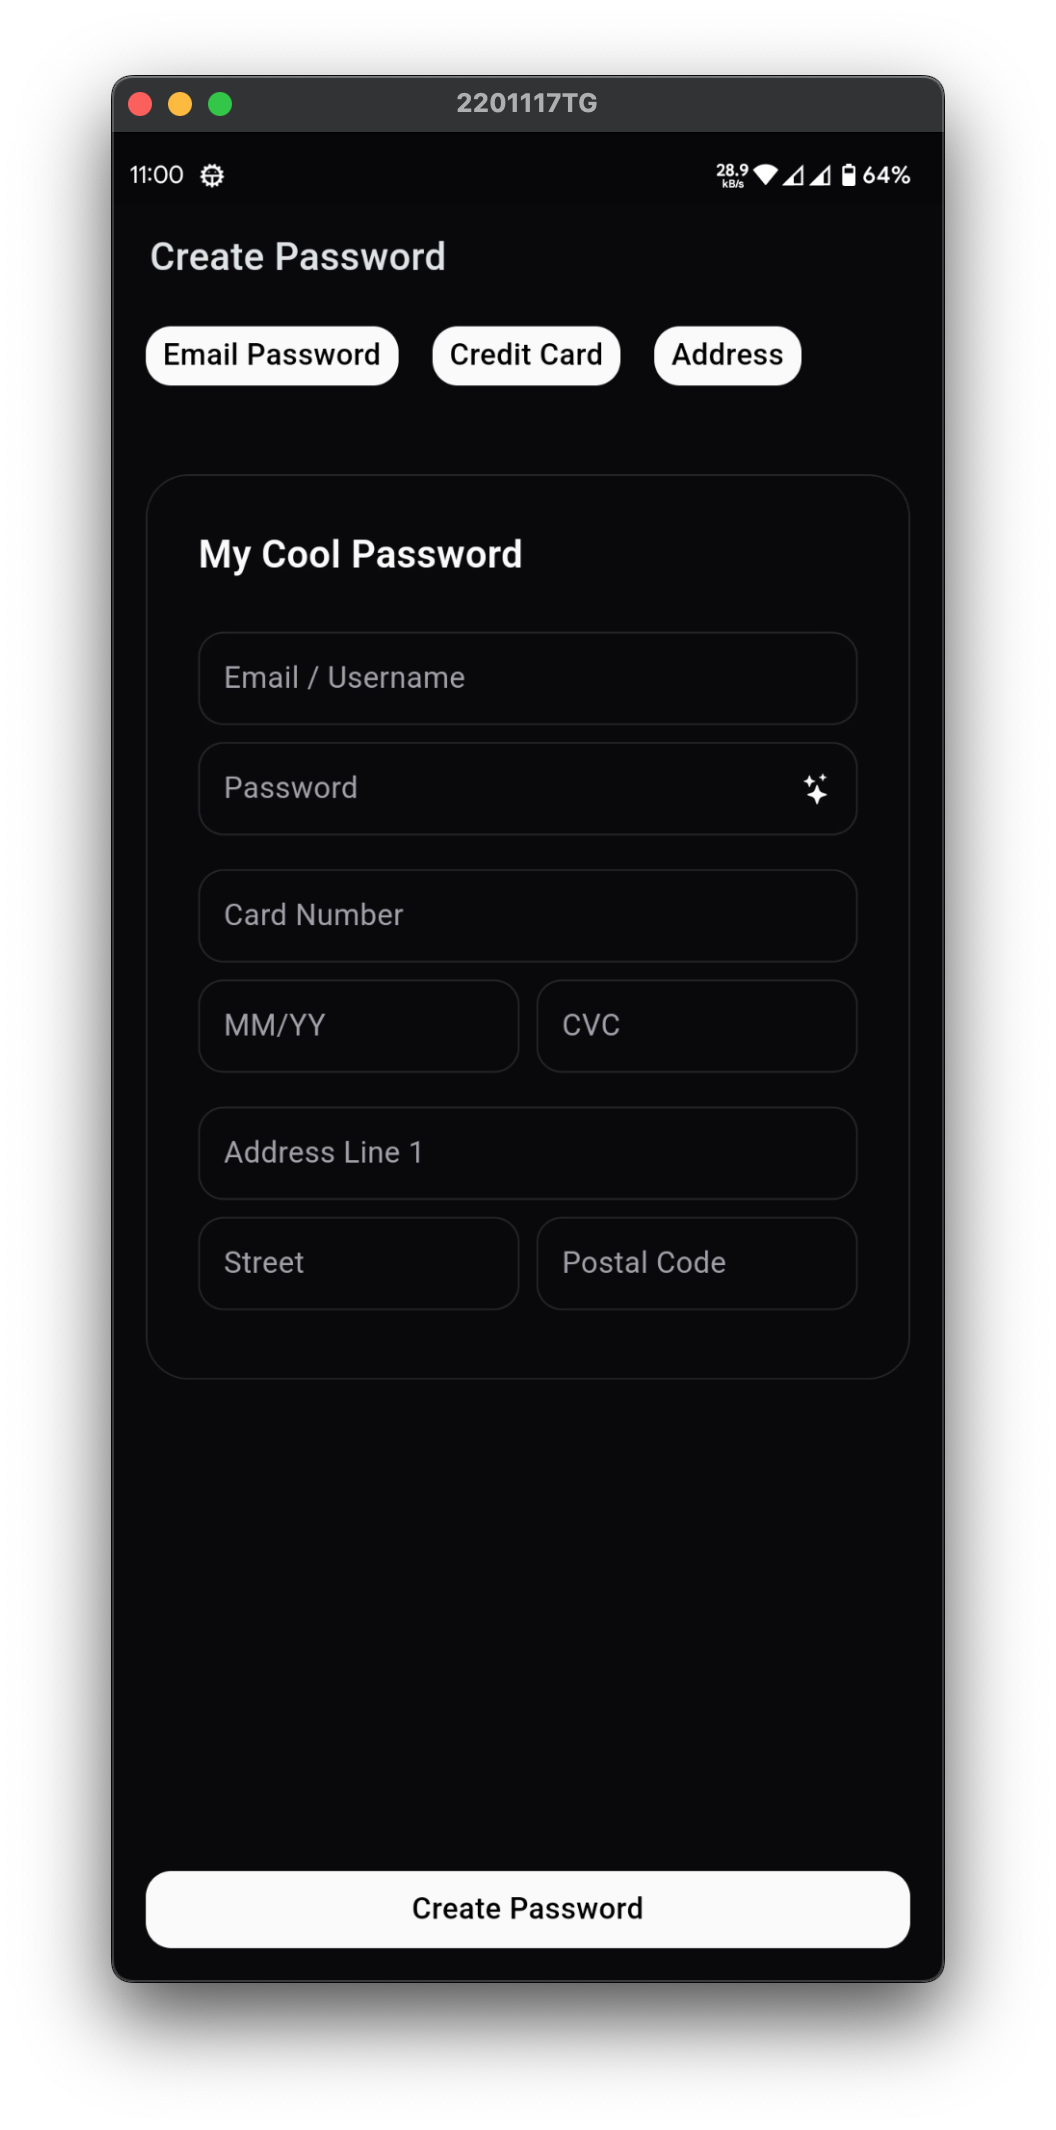 2201117TG
11:00 28.9 kB/s 64%
Create Password
Email Password Credit Card Address
My Cool Password
Email / Username
Password
Card Number
MM/YY CVC
Address Line 1
Street Postal Code
Create Password